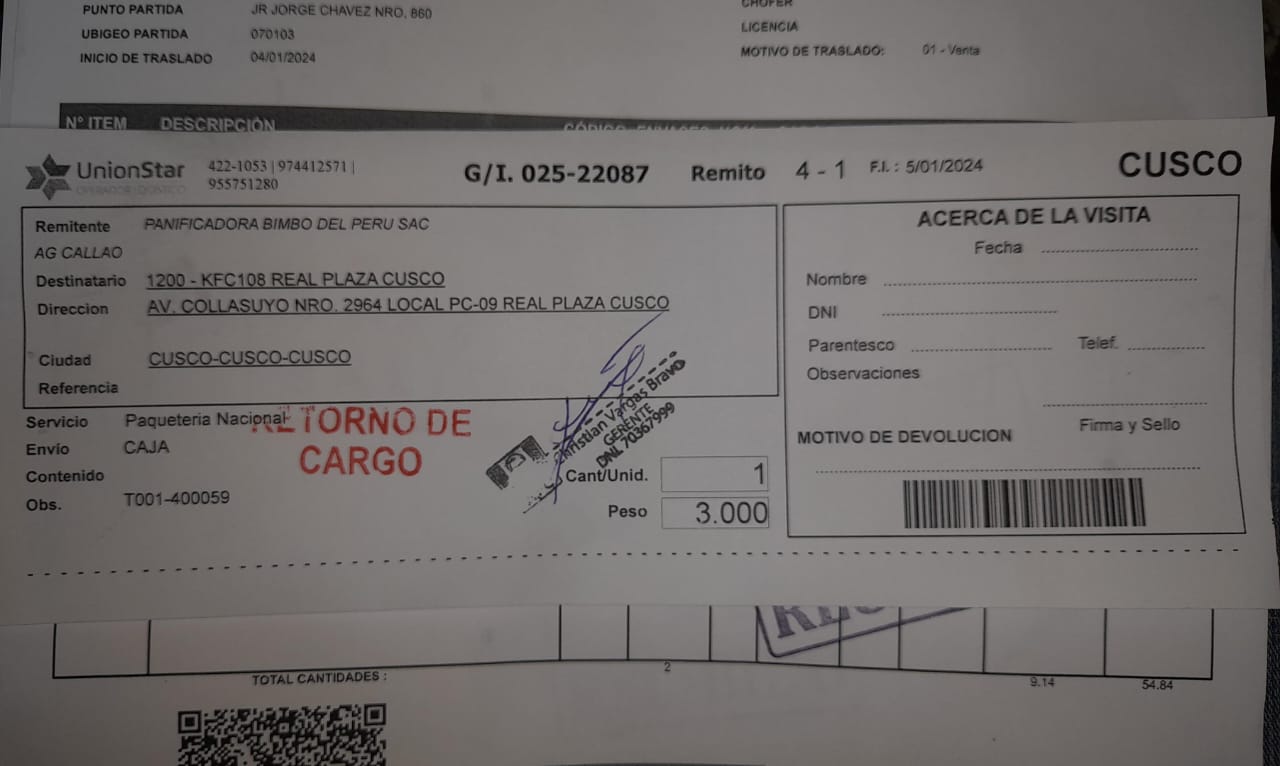 PUNTO PARTIDA JR JORGE CHAVEZ NRO. 860 CHOFER
UBIGEO PARTIDA 070103 LICENCIA
INICIO DE TRASLADO 04/01/2024 MOTIVO DE TRASLADO: 01 - Venta
Nº ITEM DESCRIPCIÓN
UnionStar 422-1053 | 974412571 | G/I. 025-22087 Remito 4 - 1 F.I. : 5/01/2024 CUSCO
OPERADOR LOGISTICO 955751280
Remitente PANIFICADORA BIMBO DEL PERU SAC
AG CALLAO
Destinatario 1200 - KFC108 REAL PLAZA CUSCO
Direccion AV. COLLASUYO NRO. 2964 LOCAL PC-09 REAL PLAZA CUSCO
Ciudad CUSCO-CUSCO-CUSCO
Referencia
ACERCA DE LA VISITA
Fecha
Nombre
DNI
Parentesco Telef.
Observaciones
Firma y Sello
MOTIVO DE DEVOLUCION
Servicio Paqueteria Nacional
Envío CAJA
Contenido
Obs. T001-400059
RETORNO DE
CARGO
Christian Vargas Bravo
GERENTE
DNI. 70367999
Cant/Unid. 1
Peso 3.000
TOTAL CANTIDADES : 2 9.14 54.84